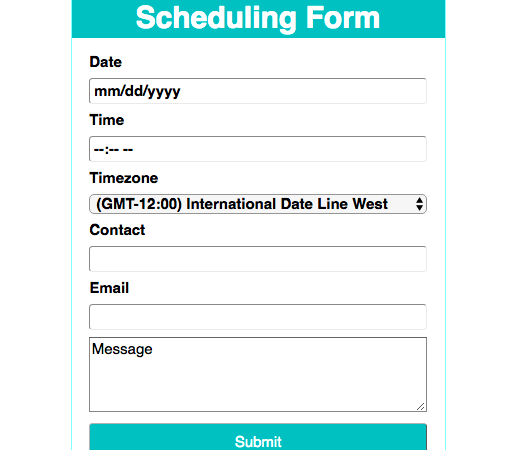 Scheduling Form
Date
mm/dd/yyyy
Time
--:-- --
Timezone
(GMT-12:00) International Date Line West
Contact
Email
Message
Submit